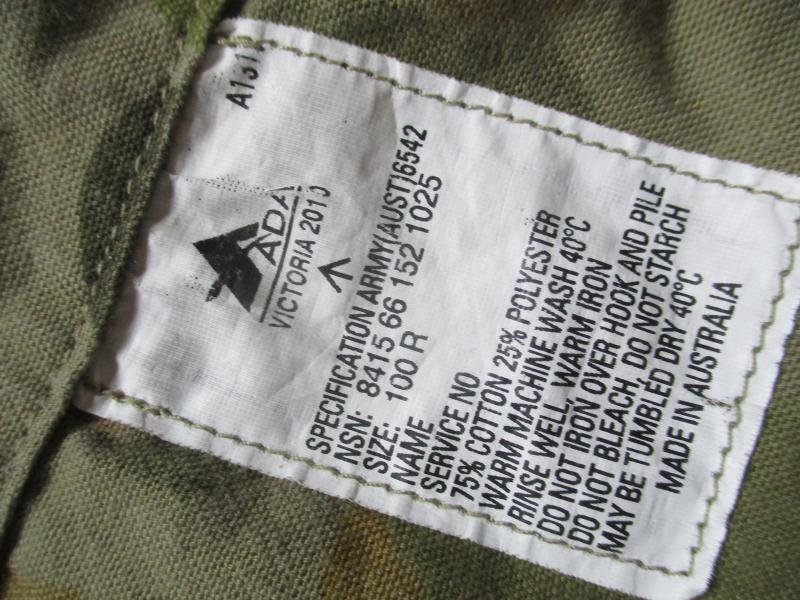 ADA
VICTORIA 2010
SPECIFICATION ARMY(AUST)6542
NSN: 8415 66 152 1025
SIZE: 100 R
NAME
SERVICE NO
75% COTTON 25% POLYESTER
WARM MACHINE WASH 40°C
RINSE WELL, WARM IRON
DO NOT IRON OVER HOOK AND PILE
DO NOT BLEACH, DO NOT STARCH
MAY BE TUMBLED DRY 40°C
MADE IN AUSTRALIA